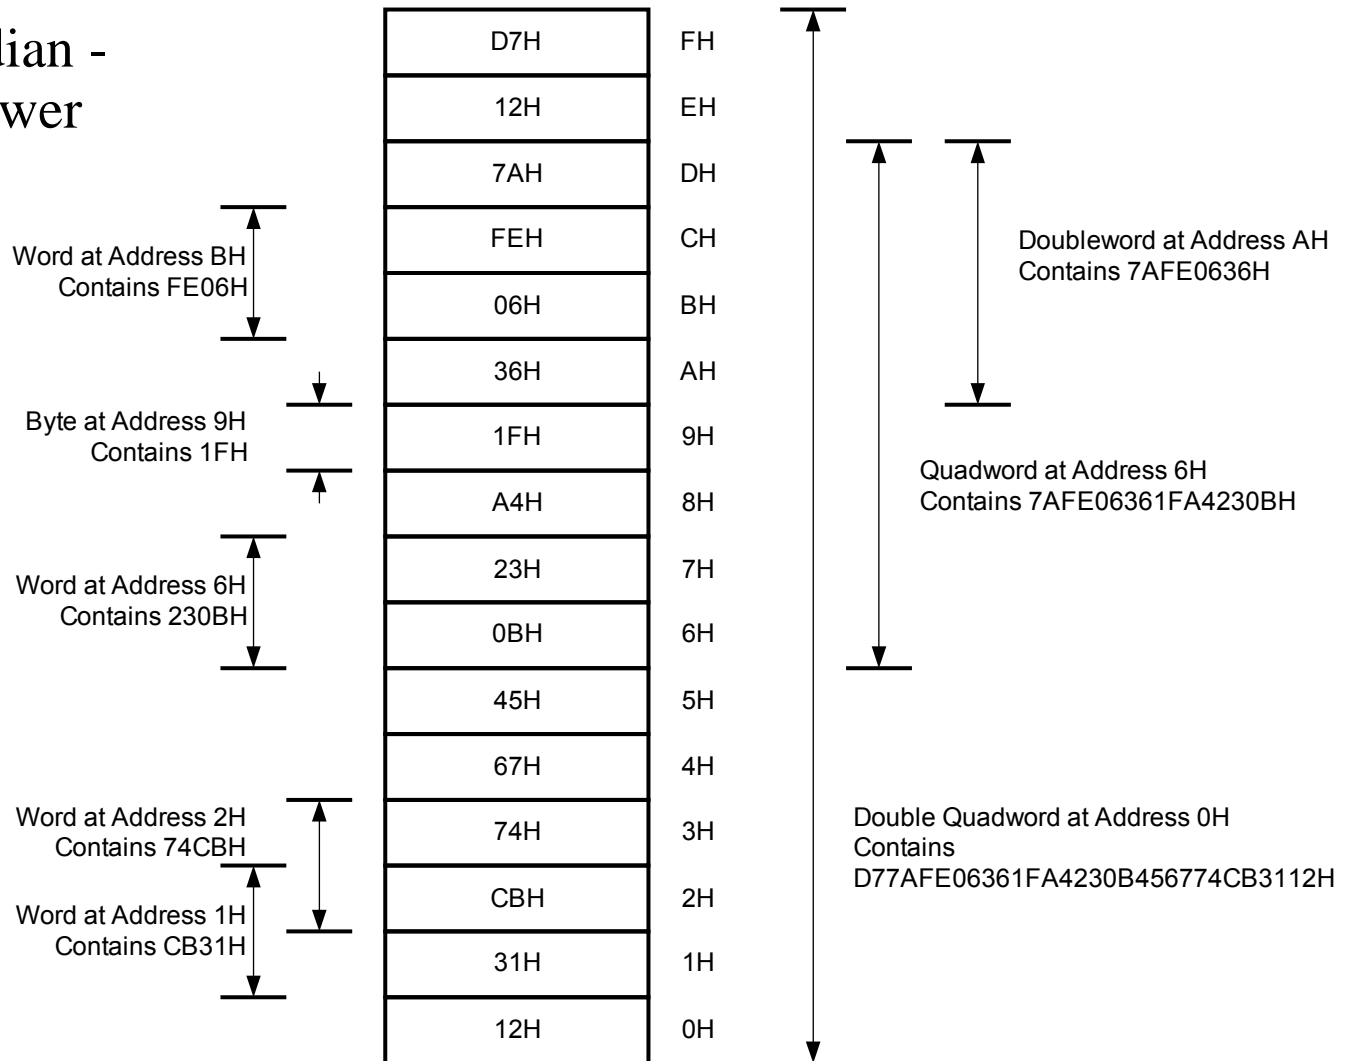 dian -
wer
D7H FH
12H EH
7AH DH
FEH CH
06H BH
36H AH
1FH 9H
A4H 8H
23H 7H
0BH 6H
45H 5H
67H 4H
74H 3H
CBH 2H
31H 1H
12H 0H
Word at Address BH
Contains FE06H
Byte at Address 9H
Contains 1FH
Word at Address 6H
Contains 230BH
Word at Address 2H
Contains 74CBH
Word at Address 1H
Contains CB31H
Doubleword at Address AH
Contains 7AFE0636H
Quadword at Address 6H
Contains 7AFE06361FA4230BH
Double Quadword at Address 0H
Contains
D77AFE06361FA4230B456774CB3112H